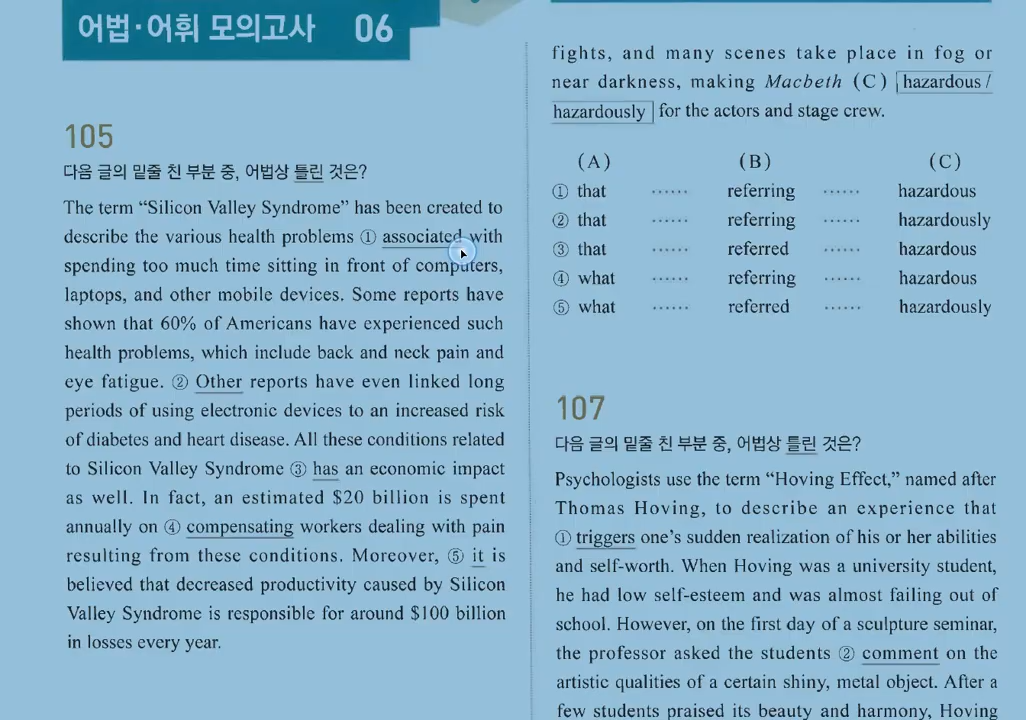 어법·어휘 모의고사 06
105
다음 글의 밑줄 친 부분 중, 어법상 틀린 것은?
The term “Silicon Valley Syndrome” has been created to
describe the various health problems ① associated with
spending too much time sitting in front of computers,
laptops, and other mobile devices. Some reports have
shown that 60% of Americans have experienced such
health problems, which include back and neck pain and
eye fatigue. ② Other reports have even linked long
periods of using electronic devices to an increased risk
of diabetes and heart disease. All these conditions related
to Silicon Valley Syndrome ③ has an economic impact
as well. In fact, an estimated $20 billion is spent
annually on ④ compensating workers dealing with pain
resulting from these conditions. Moreover, ⑤ it is
believed that decreased productivity caused by Silicon
Valley Syndrome is responsible for around $100 billion
in losses every year.
fights, and many scenes take place in fog or
near darkness, making Macbeth (C) hazardous /
hazardously for the actors and stage crew.
(A) (B) (C)
① that ······ referring ······ hazardous
② that ······ referring ······ hazardously
③ that ······ referred ······ hazardous
④ what ······ referring ······ hazardous
⑤ what ······ referred ······ hazardously
107
다음 글의 밑줄 친 부분 중, 어법상 틀린 것은?
Psychologists use the term “Hoving Effect,” named after
Thomas Hoving, to describe an experience that
① triggers one’s sudden realization of his or her abilities
and self-worth. When Hoving was a university student,
he had low self-esteem and was almost failing out of
school. However, on the first day of a sculpture seminar,
the professor asked the students ② comment on the
artistic qualities of a certain shiny, metal object. After a
few students praised its beauty and harmony, Hoving